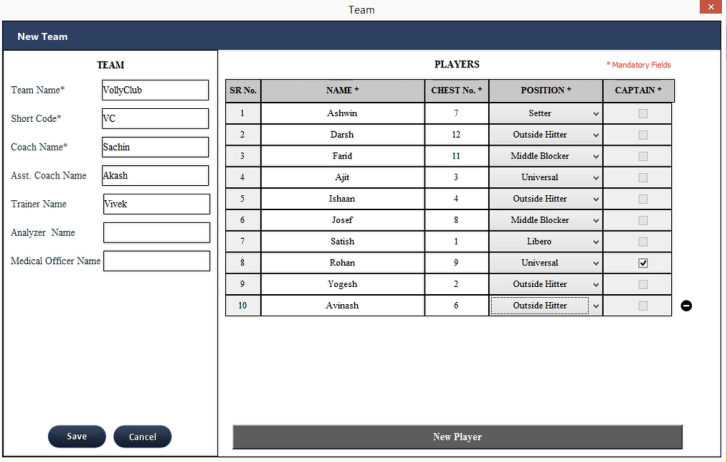 Team
New Team
TEAM
Team Name* VollyClub
Short Code* VC
Coach Name* Sachin
Asst. Coach Name Akash
Trainer Name Vivek
Analyzer Name
Medical Officer Name
Save Cancel
PLAYERS * Mandatory Fields
SR No. NAME * CHEST No. * POSITION * CAPTAIN *
1 Ashwin 7 Setter
2 Darsh 12 Outside Hitter
3 Farid 11 Middle Blocker
4 Ajit 3 Universal
5 Ishaan 4 Outside Hitter
6 Josef 8 Middle Blocker
7 Satish 1 Libero
8 Rohan 9 Universal
9 Yogesh 2 Outside Hitter
10 Avinash 6 Outside Hitter
New Player